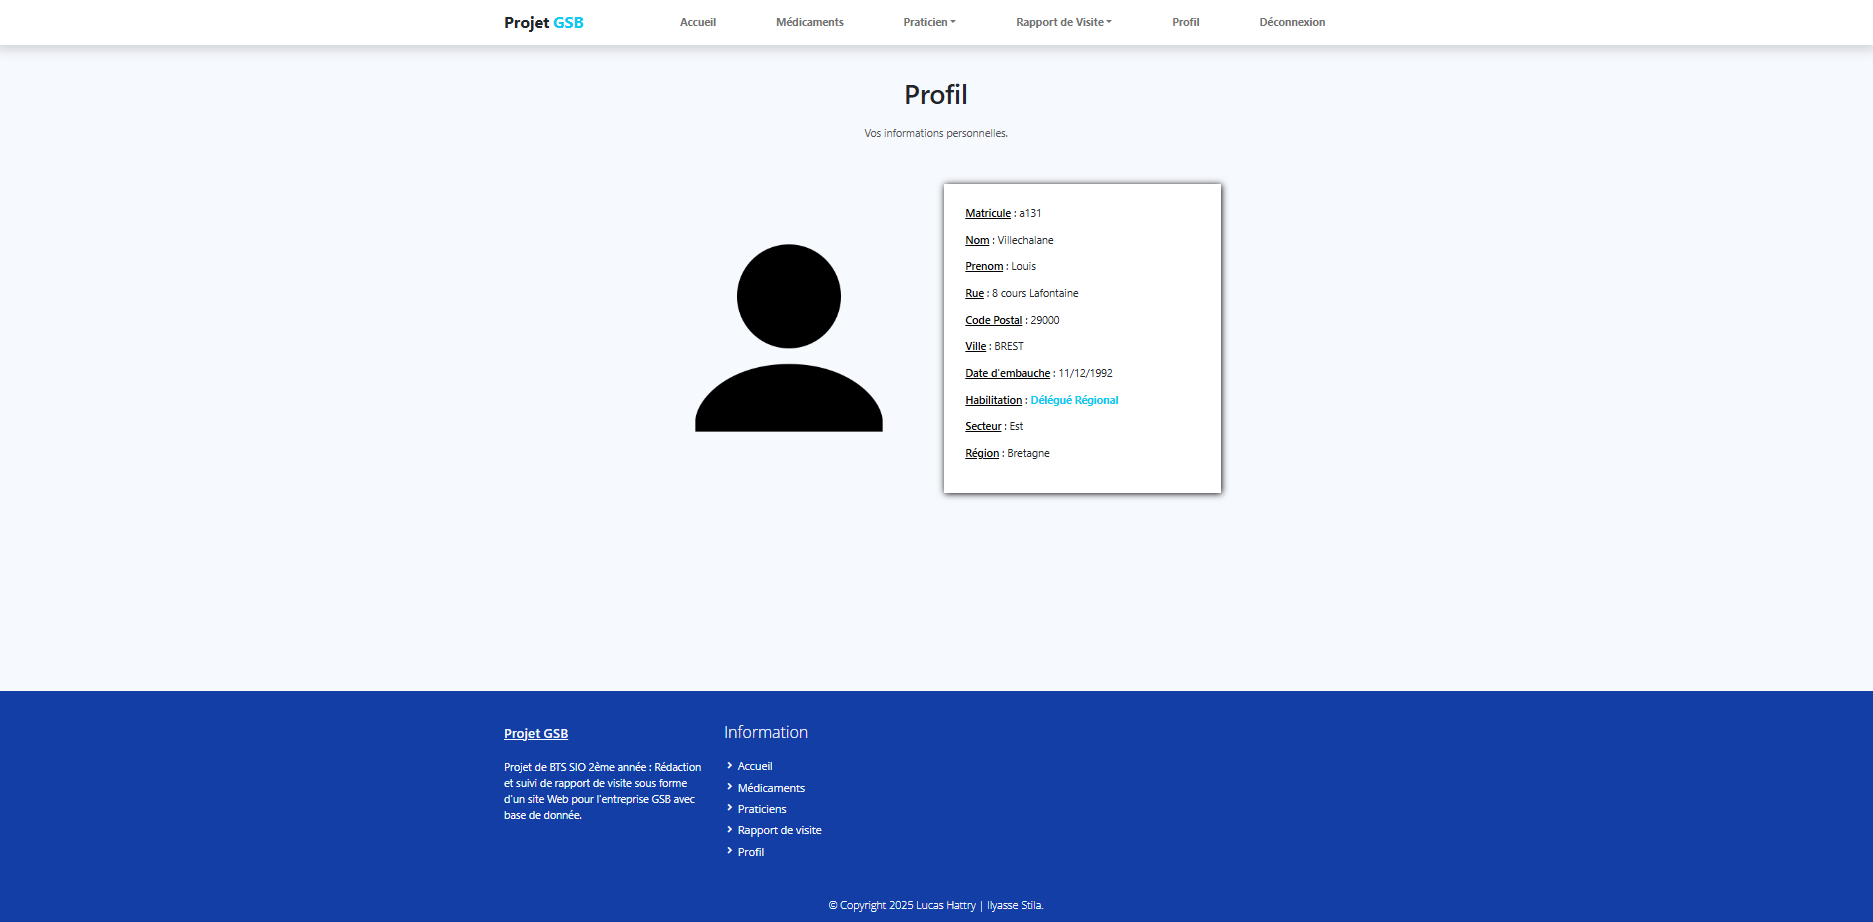 Projet GSB
Accueil
Médicaments
Praticien
Rapport de Visite
Profil
Déconnexion
Profil
Vos informations personnelles.
Matricule : a131
Nom : Villechalane
Prenom : Louis
Rue : 8 cours Lafontaine
Code Postal : 29000
Ville : BREST
Date d'embauche : 11/12/1992
Habilitation : Délégué Régional
Secteur : Est
Région : Bretagne
Projet GSB
Projet de BTS SIO 2ème année : Rédaction
et suivi de rapport de visite sous forme
d'un site Web pour l'entreprise GSB avec
base de donnée.
Information
Accueil
Médicaments
Praticiens
Rapport de visite
Profil
© Copyright 2025 Lucas Hattry | Ilyasse Stila.